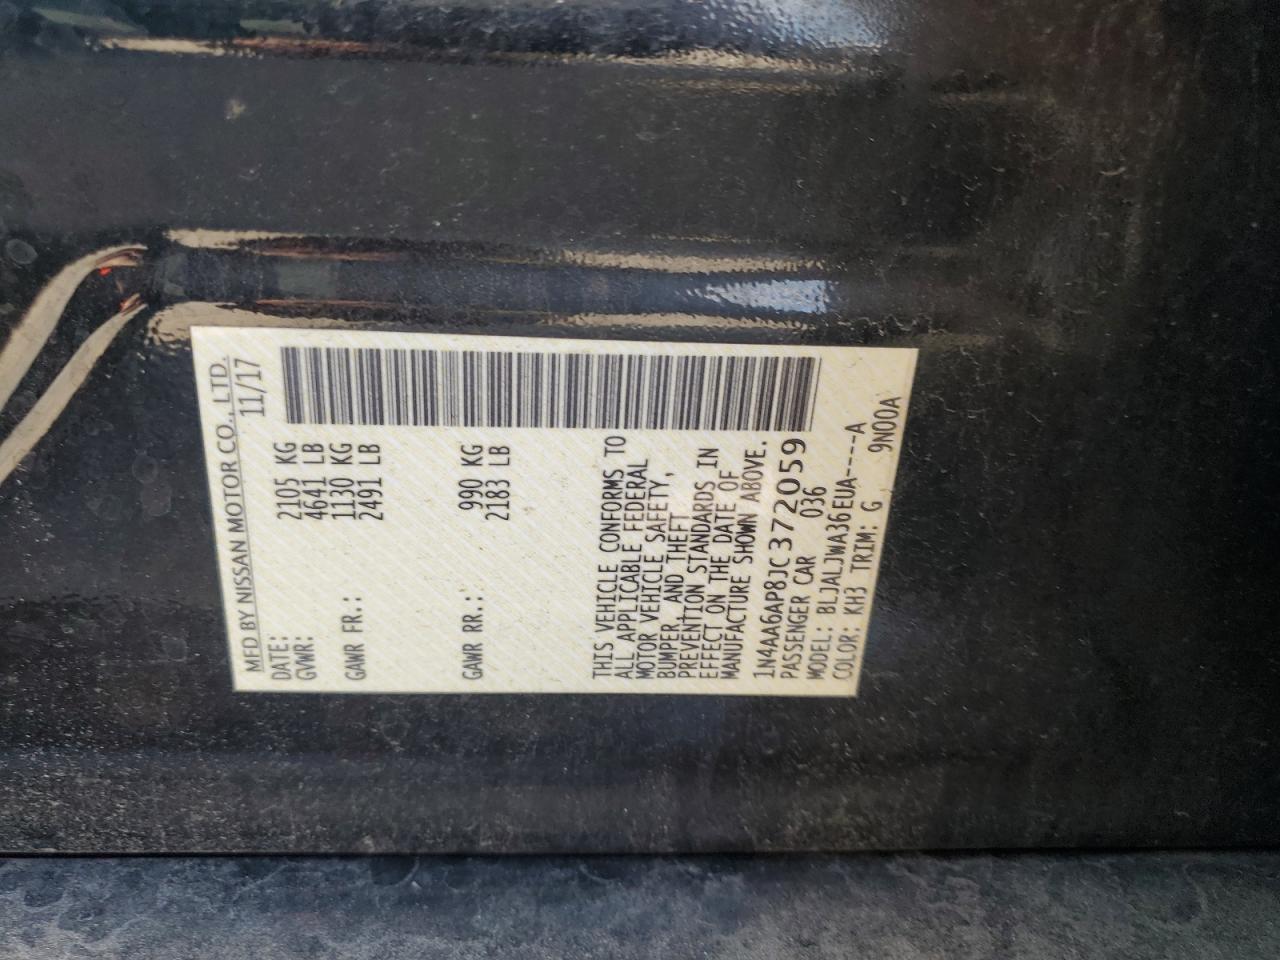 MFD BY NISSAN MOTOR CO., LTD.
DATE: 11/17
GVWR: 2105 KG
4641 LB
GAWR FR.: 1130 KG
2491 LB
GAWR RR.: 990 KG
2183 LB
THIS VEHICLE CONFORMS TO
ALL APPLICABLE FEDERAL
MOTOR VEHICLE SAFETY,
BUMPER, AND THEFT
PREVENTION STANDARDS IN
EFFECT ON THE DATE OF
MANUFACTURE SHOWN ABOVE.
1N4AA6AP8JC372059
PASSENGER CAR 036
MODEL: BLJALJWA36EUA----A
COLOR: KH3 TRIM: G 9N00A